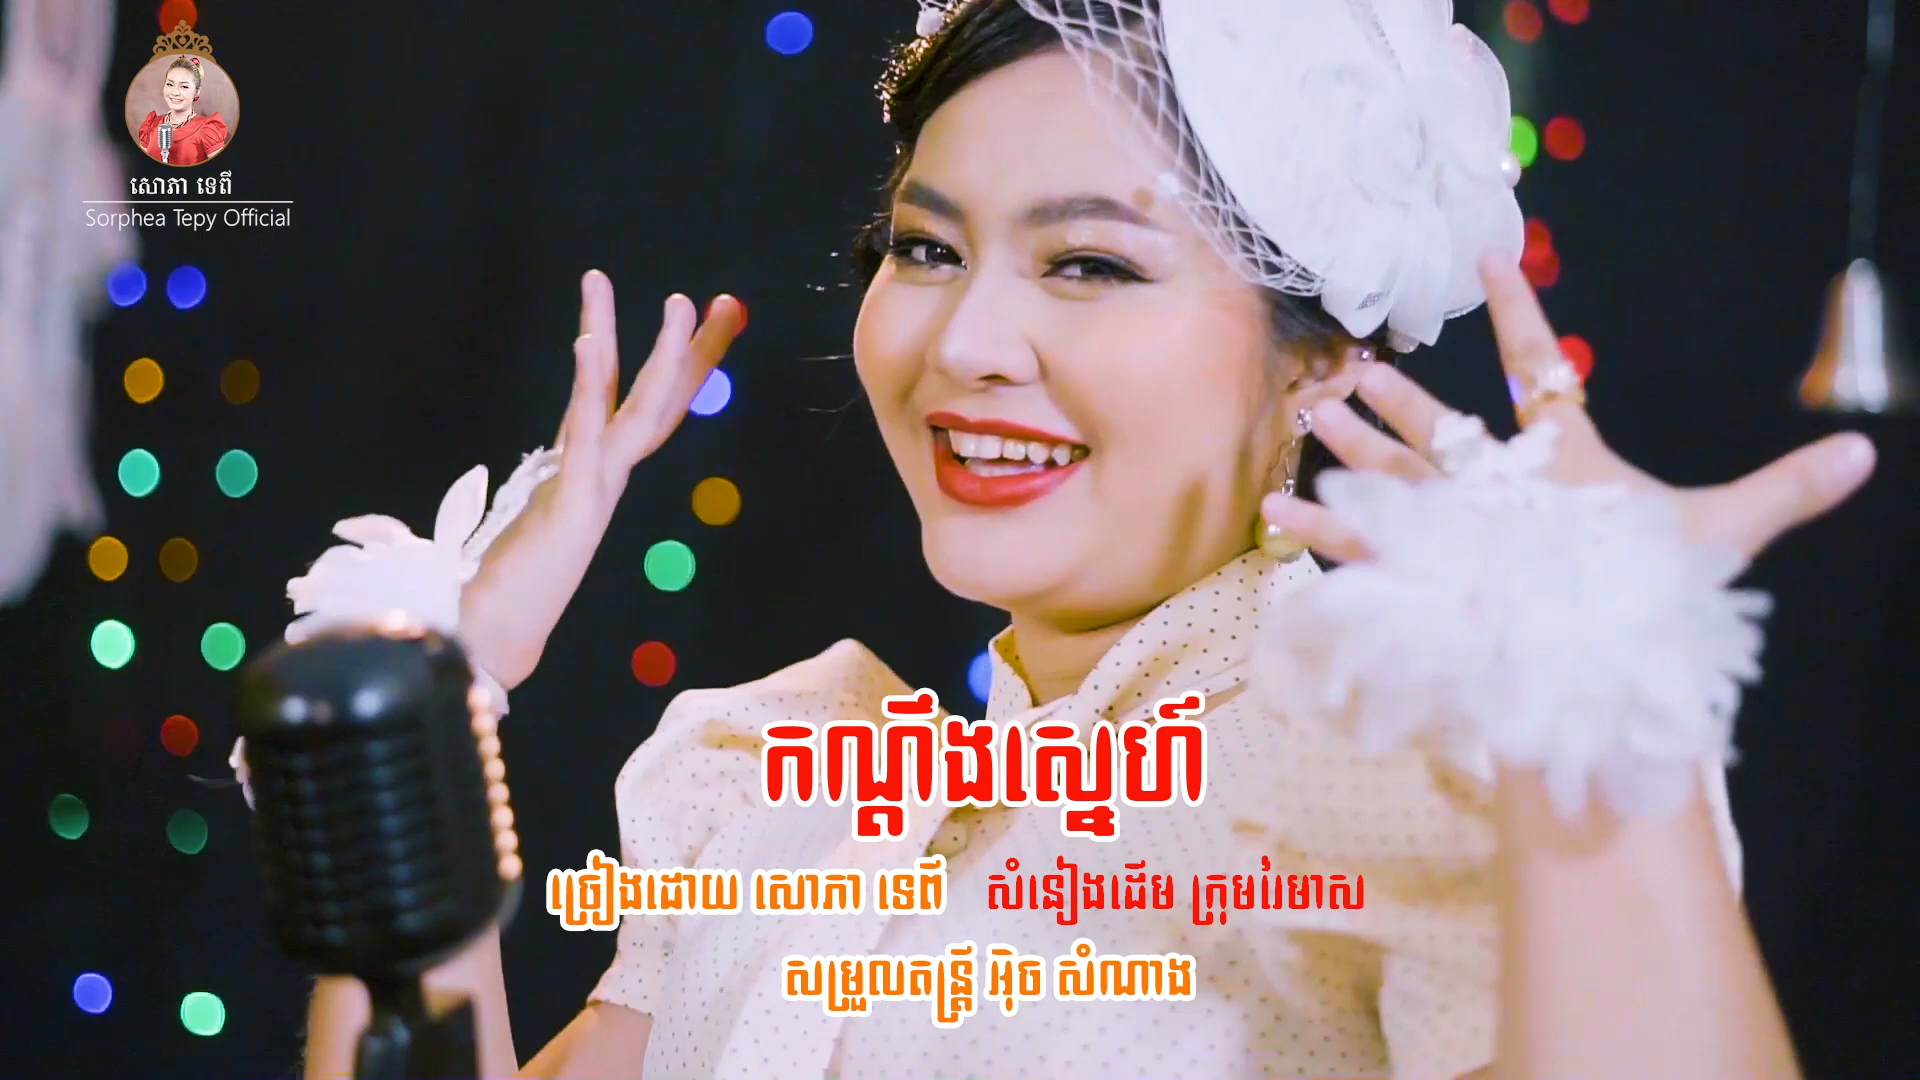 សោភា ទេពី
Sorphea Tepy Official
កណ្ដឹងស្នេហ៍
ច្រៀងដោយ សោភា ទេពី សំនៀងដើម ក្រុមរៃមាស
សម្រួលតន្ត្រី អ៊ិច សំណាង